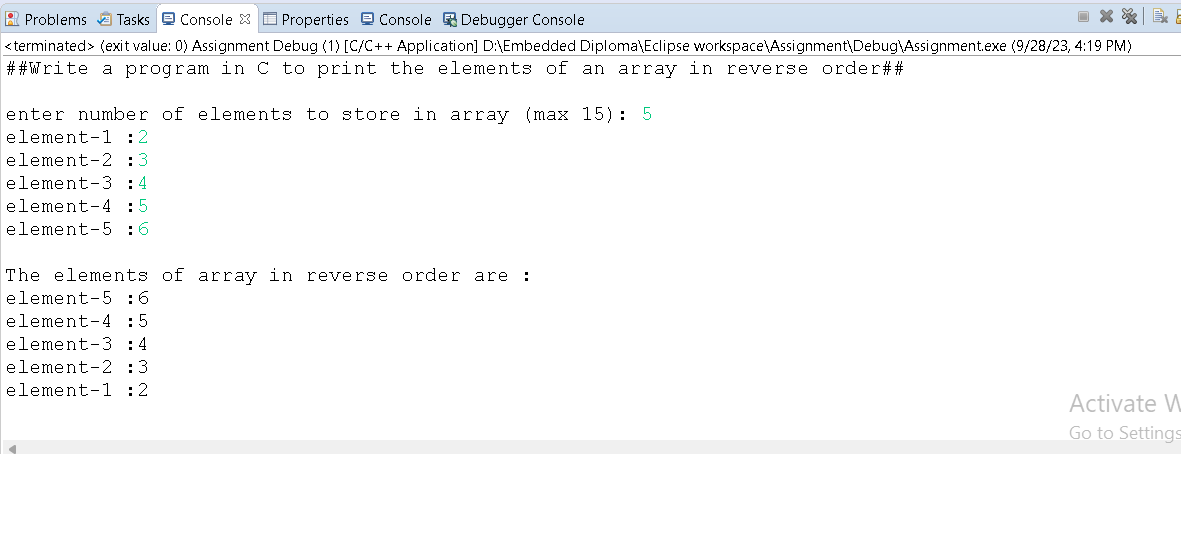 Problems Tasks Console Properties Console Debugger Console
<terminated> (exit value: 0) Assignment Debug (1) [C/C++ Application] D:\Embedded Diploma\Eclipse workspace\Assignment\Debug\Assignment.exe (9/28/23, 4:19 PM)
##Write a program in C to print the elements of an array in reverse order##
enter number of elements to store in array (max 15): 5
element-1 :2
element-2 :3
element-3 :4
element-4 :5
element-5 :6
The elements of array in reverse order are :
element-5 :6
element-4 :5
element-3 :4
element-2 :3
element-1 :2
Activate W
Go to Settings